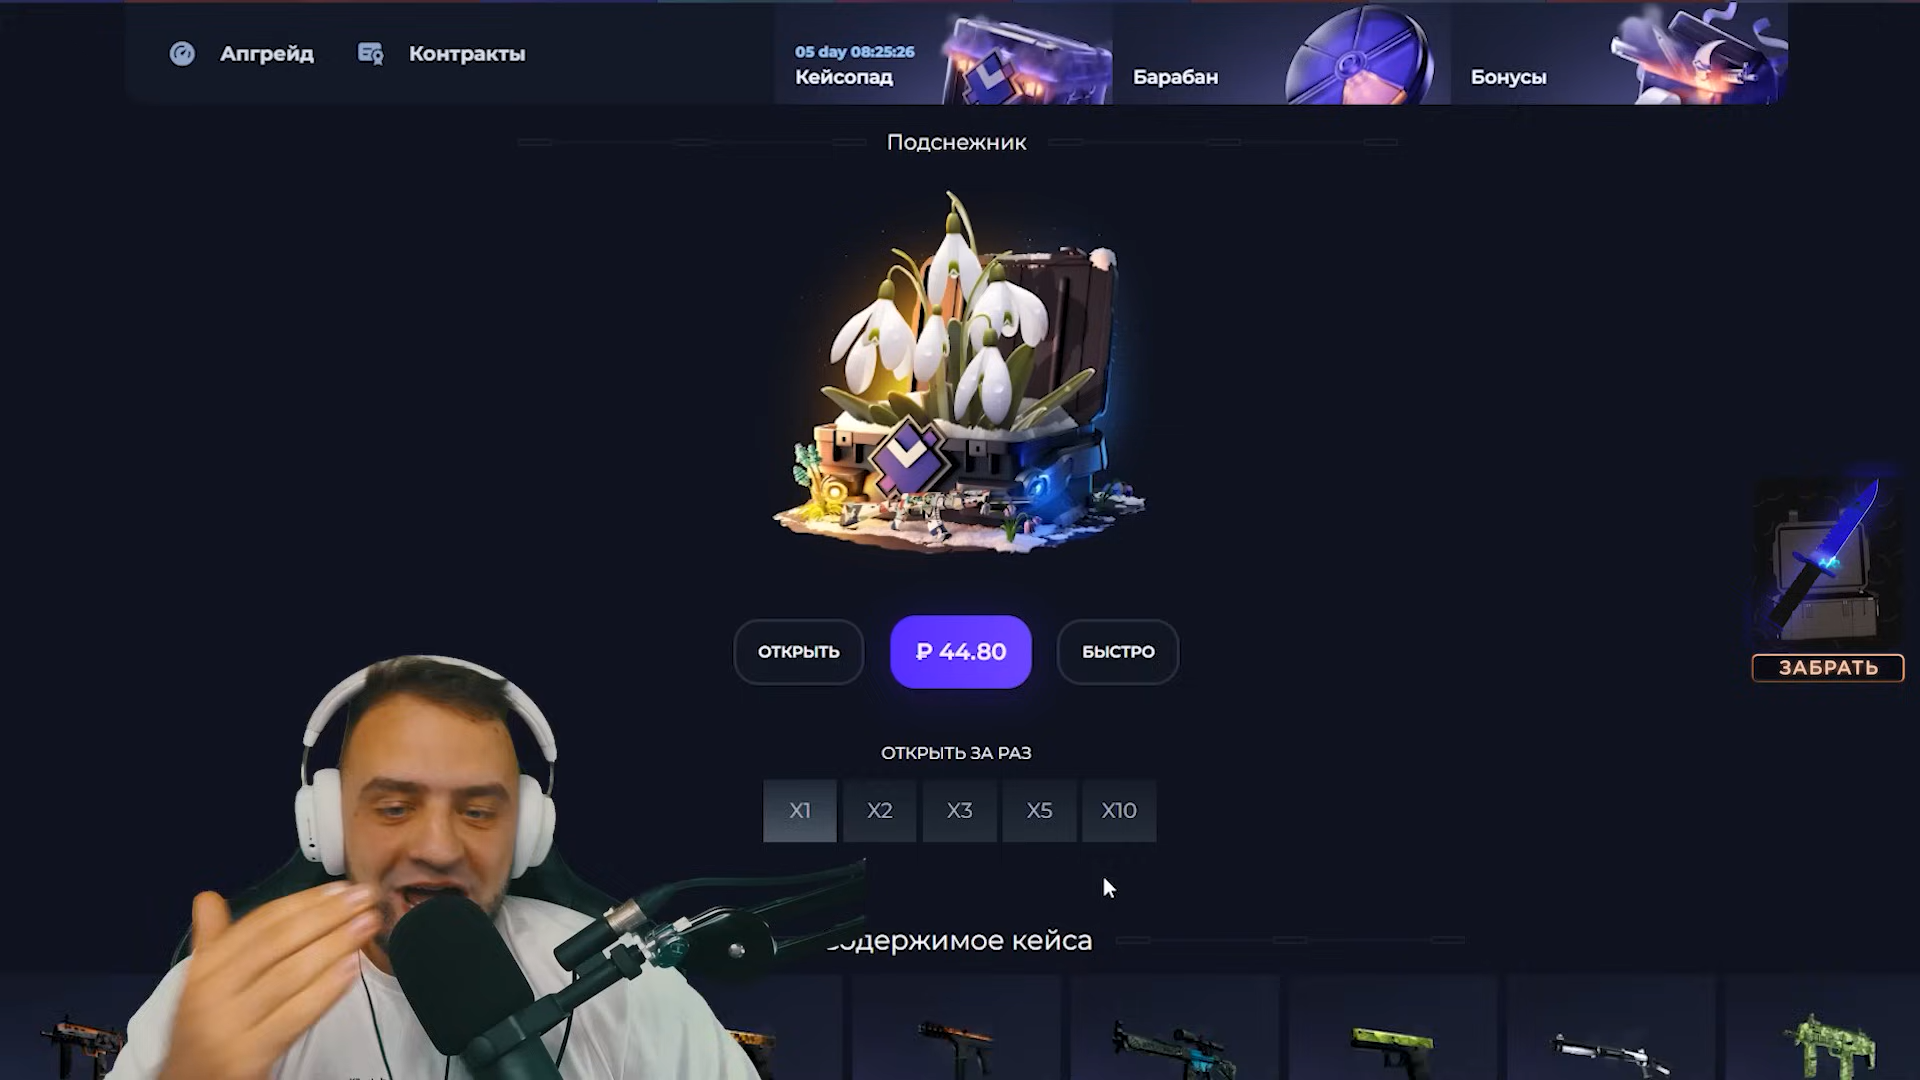 Апгрейд
Контракты
05 day 08:25:26
Кейсопад
Барабан
Бонусы
Подснежник
ОТКРЫТЬ
₽ 44.80
БЫСТРО
ЗАБРАТЬ
ОТКРЫТЬ ЗА РАЗ
X1
X2
X3
X5
X10
Содержимое кейса